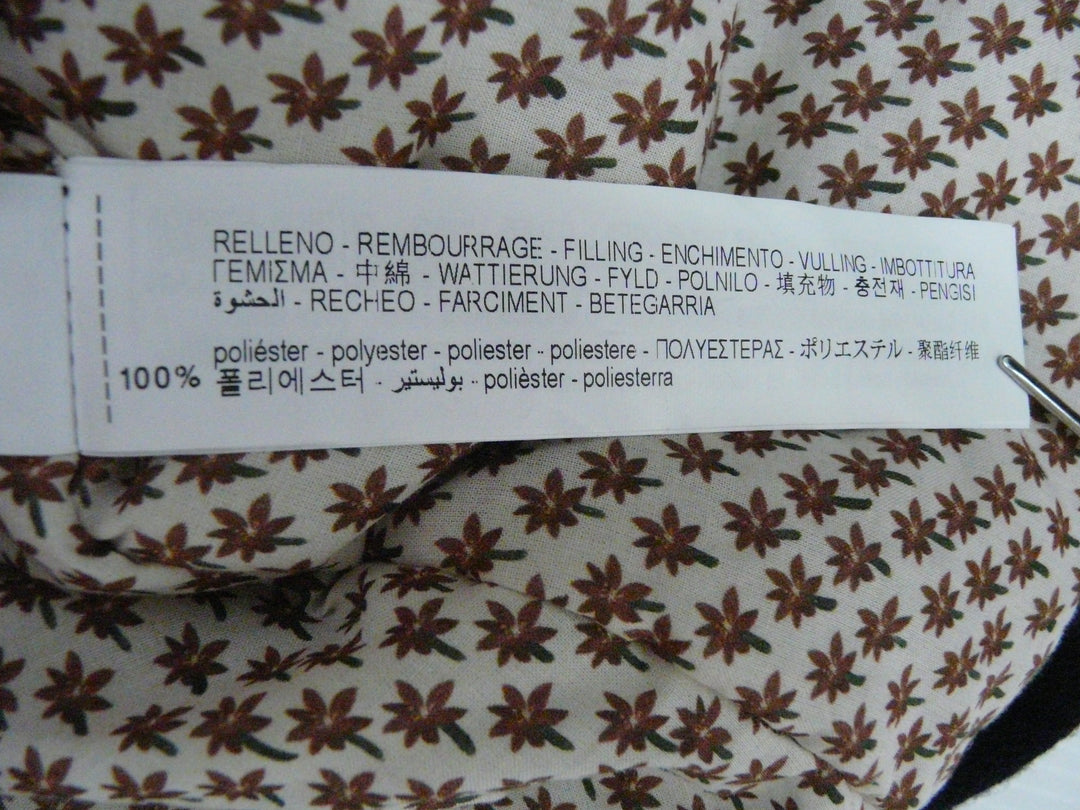 RELLENO - REMBOURRAGE - FILLING - ENCHIMENTO - VULLING - IMBOTTITURA
ΓΕΜΙΣΜΑ - 中綿 - WATTIERUNG - FYLD - POLNILO - 填充物 - 충전재 - PENGISI
الحشوة - RECHEO - FARCIMENT - BETEGARRIA
poliéster - polyester - poliester - poliestere - ΠΟΛΥΕΣΤΕΡΑΣ - ポリエステル - 聚酯纤维
100% 폴리에스터 - بوليستير - polièster - poliesterra